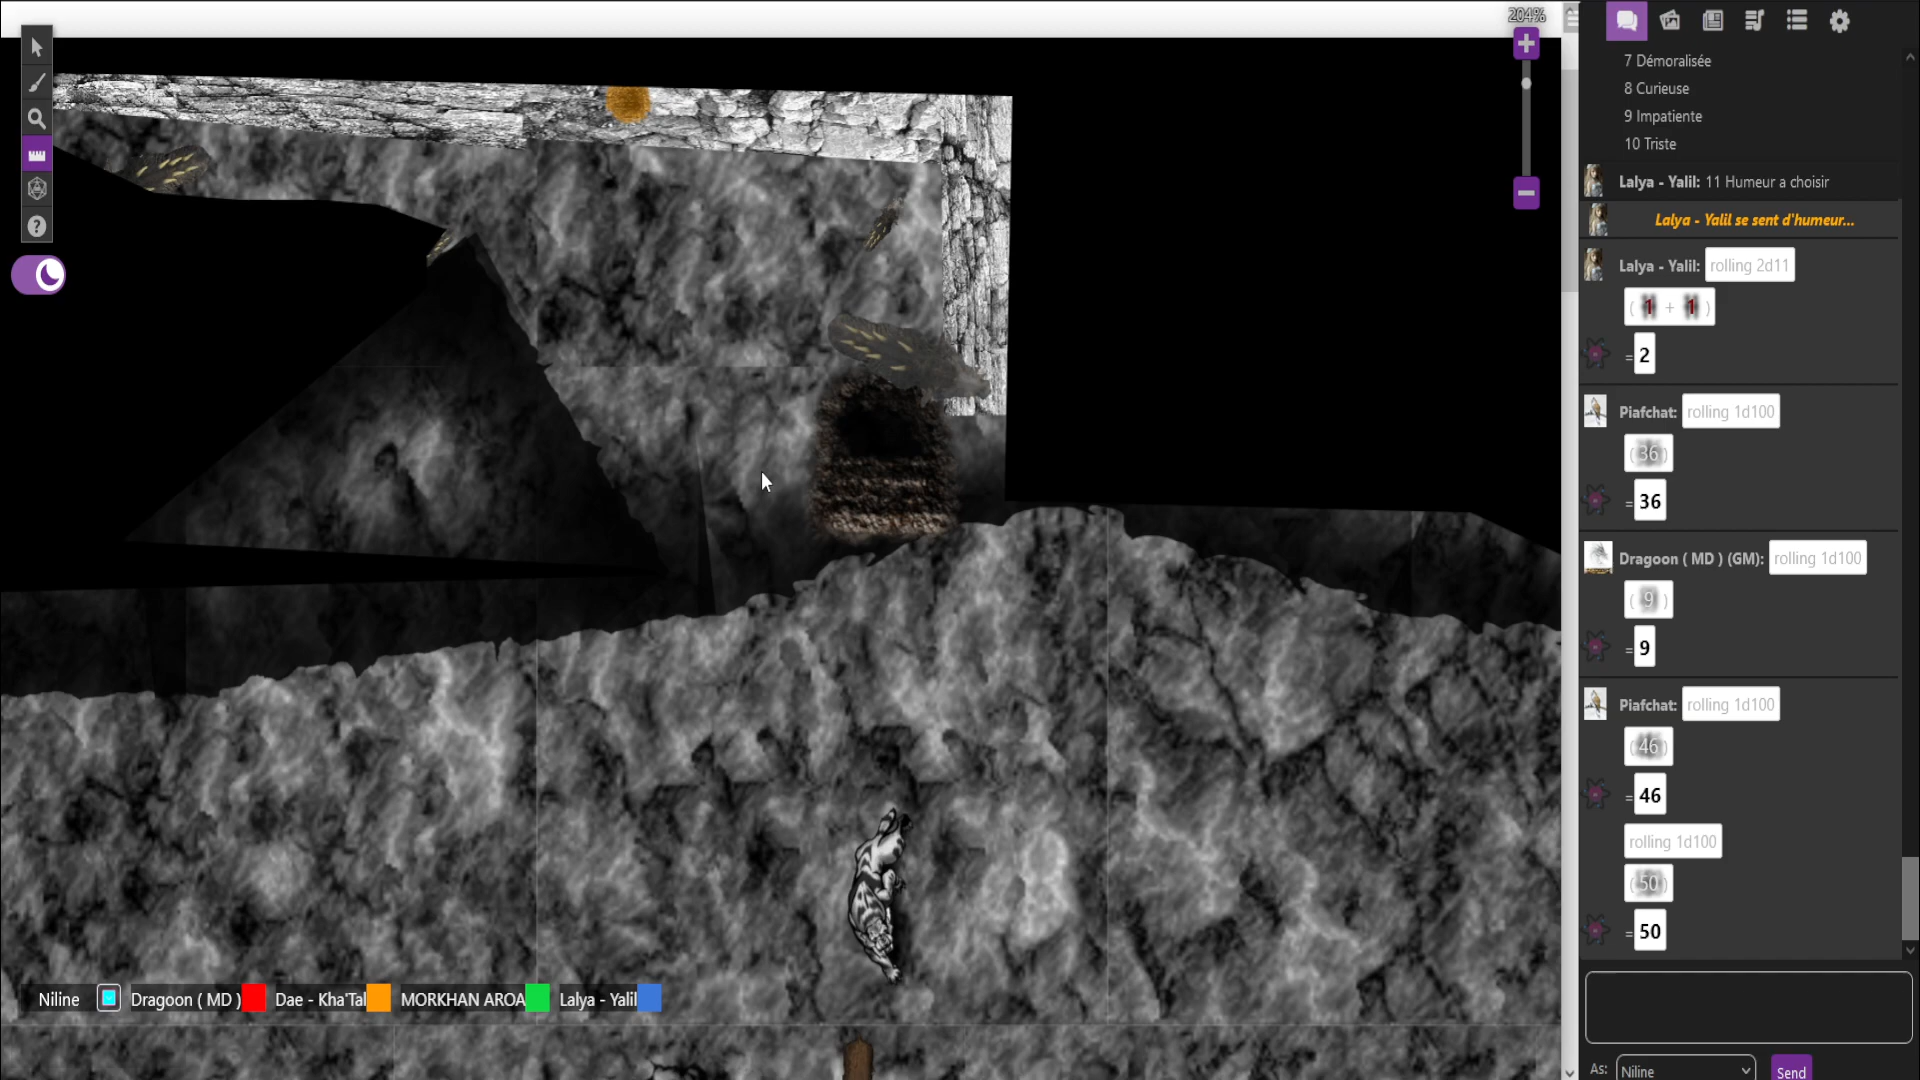 204%
7 Démoralisée
8 Curieuse
9 Impatiente
10 Triste
Lalya - Yalil: 11 Humeur a choisir
Lalya - Yalil se sent d'humeur...
Lalya - Yalil: rolling 2d11
( 1 + 1 )
= 2
Piafchat: rolling 1d100
( 36 )
= 36
Dragoon ( MD ) (GM): rolling 1d100
( 9 )
= 9
Piafchat: rolling 1d100
( 46 )
= 46
rolling 1d100
( 50 )
= 50
Niline Dragoon ( MD ) Dae - Kha'Tal MORKHAN AROA Lalya - Yalil
As: Niline Send